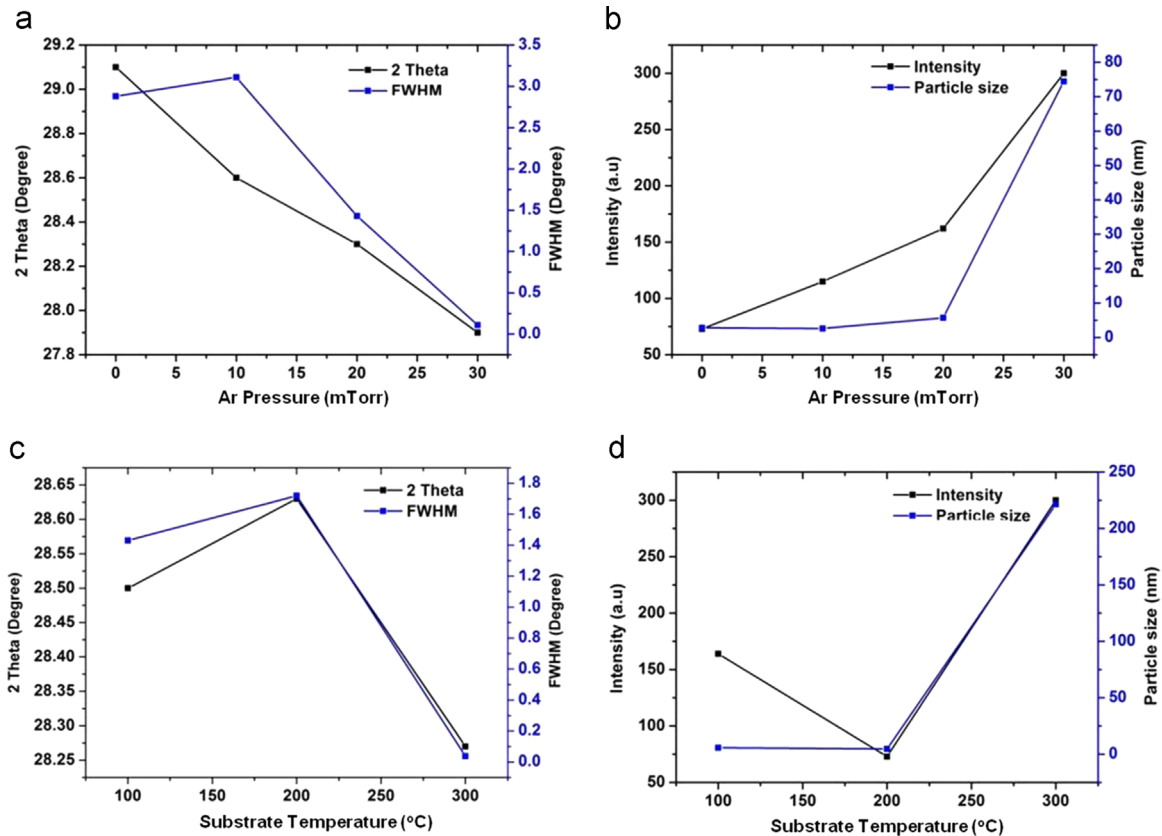 a
29.2
29.0
28.8
28.6
28.4
28.2
28.0
27.8
2 Theta (Degree)
2 Theta
FWHM
3.5
3.0
2.5
2.0
1.5
1.0
0.5
0.0
FWHM (Degree)
0 5 10 15 20 25 30
Ar Pressure (mTorr)
b
300
250
200
150
100
50
Intensity (a.u)
Intensity
Particle size
80
70
60
50
40
30
20
10
0
Particle size (nm)
0 5 10 15 20 25 30
Ar Pressure (mTorr)
c
28.65
28.60
28.55
28.50
28.45
28.40
28.35
28.30
28.25
2 Theta (Degree)
2 Theta
FWHM
1.8
1.6
1.4
1.2
1.0
0.8
0.6
0.4
0.2
0.0
FWHM (Degree)
100 150 200 250 300
Substrate Temperature (°C)
d
300
250
200
150
100
50
Intensity (a.u)
Intensity
Particle size
250
200
150
100
50
0
Particle size (nm)
100 150 200 250 300
Substrate Temperature (°C)